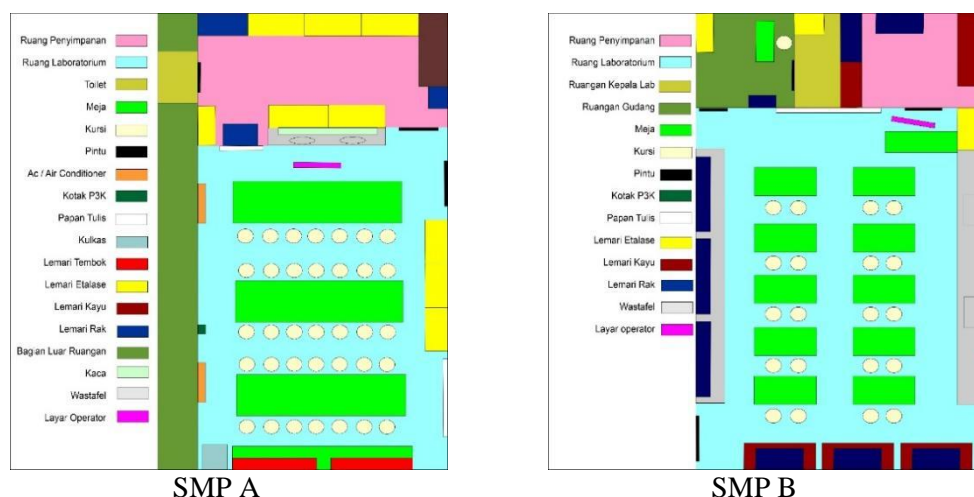 Ruang Penyimpanan
Ruang Laboratorium
Toilet
Meja
Kursi
Pintu
Ac / Air Conditioner
Kotak P3K
Papan Tulis
Kulkas
Lemari Tembok
Lemari Etalase
Lemari Kayu
Lemari Rak
Bagian Luar Ruangan
Kaca
Wastafel
Layar Operator
SMP A
Ruang Penyimpanan
Ruang Laboratorium
Ruangan Kepala Lab
Ruangan Gudang
Meja
Kursi
Pintu
Kotak P3K
Papan Tulis
Lemari Etalase
Lemari Kayu
Lemari Rak
Wastafel
Layar operator
SMP B